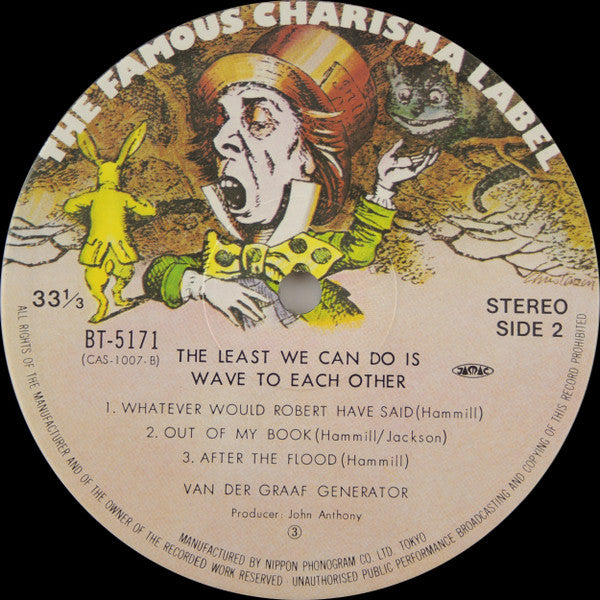 THE FAMOUS CHARISMA LABEL
33⅓
STEREO
SIDE 2
BT-5171
(CAS-1007-B)
THE LEAST WE CAN DO IS
WAVE TO EACH OTHER
JASRAC
1. WHATEVER WOULD ROBERT HAVE SAID (Hammill)
2. OUT OF MY BOOK (Hammill/Jackson)
3. AFTER THE FLOOD (Hammill)
VAN DER GRAAF GENERATOR
Producer: John Anthony
③
ALL RIGHTS OF THE MANUFACTURER AND OF THE OWNER OF THE RECORDED WORK RESERVED · UNAUTHORISED PUBLIC PERFORMANCE BROADCASTING AND COPYING OF THIS RECORD PROHIBITED
MANUFACTURED BY NIPPON PHONOGRAM CO. LTD. TOKYO